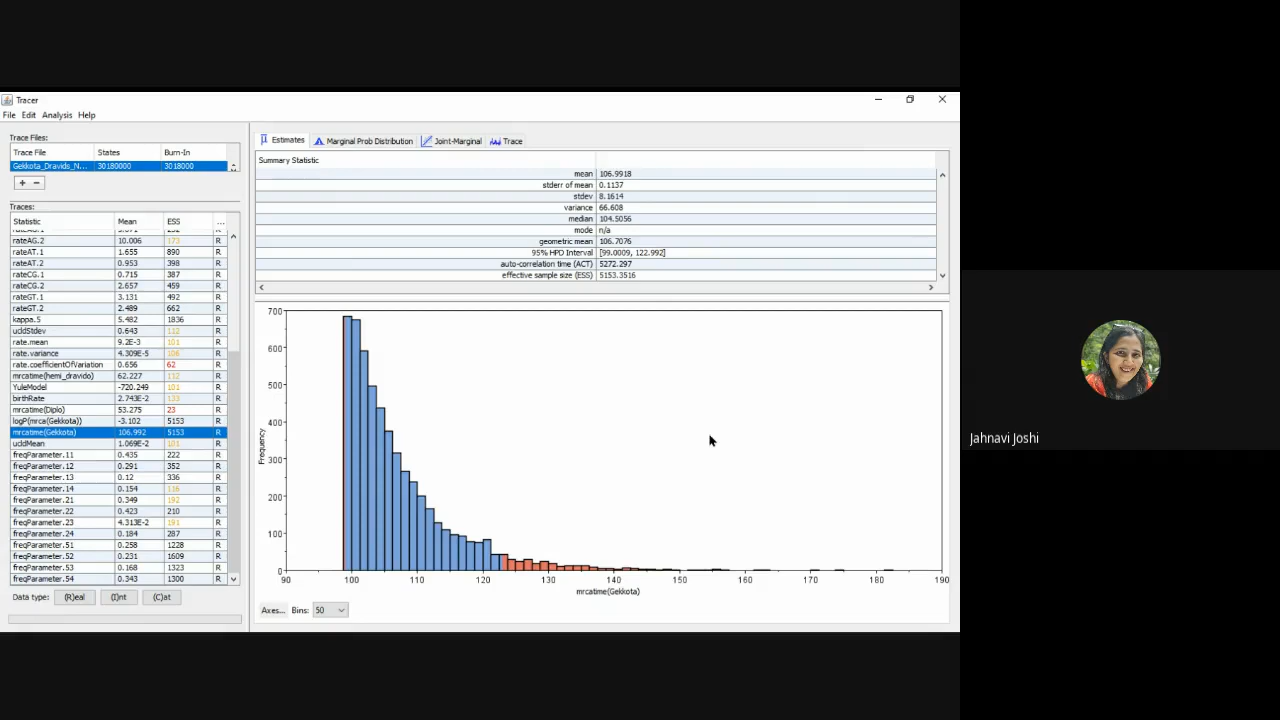 Tracer
File Edit Analysis Help
Trace Files:
Trace File States Burn-In
Gekkota_Dravids_N... 30180000 3018000
+ −
Traces:
Statistic Mean ESS ...
rateAG.2 10.006 173 R
rateAT.1 1.655 890 R
rateAT.2 0.953 398 R
rateCG.1 0.715 387 R
rateCG.2 2.657 459 R
rateGT.1 3.131 492 R
rateGT.2 2.489 662 R
kappa.5 5.482 1836 R
ucldStdev 0.643 112 R
rate.mean 9.2E-3 101 R
rate.variance 4.309E-5 106 R
rate.coefficientOfVariation 0.656 62 R
mrcatime(hemi_dravido) 62.227 112 R
YuleModel -720.249 101 R
birthRate 2.743E-2 133 R
mrcatime(Diplo) 53.275 23 R
logP(mrca(Gekkota)) -3.102 5153 R
mrcatime(Gekkota) 106.992 5153 R
ucldMean 1.069E-2 101 R
freqParameter.11 0.435 222 R
freqParameter.12 0.291 352 R
freqParameter.13 0.12 336 R
freqParameter.14 0.154 116 R
freqParameter.21 0.349 192 R
freqParameter.22 0.423 210 R
freqParameter.23 4.313E-2 191 R
freqParameter.24 0.184 287 R
freqParameter.51 0.258 1228 R
freqParameter.52 0.231 1609 R
freqParameter.53 0.168 1323 R
freqParameter.54 0.343 1300 R
Data type: (R)eal (I)nt (C)at
Estimates Marginal Prob Distribution Joint-Marginal Trace
Summary Statistic
mean 106.9918
stderr of mean 0.1137
stdev 8.1614
variance 66.608
median 104.5056
mode n/a
geometric mean 106.7076
95% HPD Interval [99.0009, 122.992]
auto-correlation time (ACT) 5272.297
effective sample size (ESS) 5153.3516
700
600
500
400
300
200
100
0
Frequency
90 100 110 120 130 140 150 160 170 180 190
mrcatime(Gekkota)
Axes... Bins: 50
Jahnavi Joshi